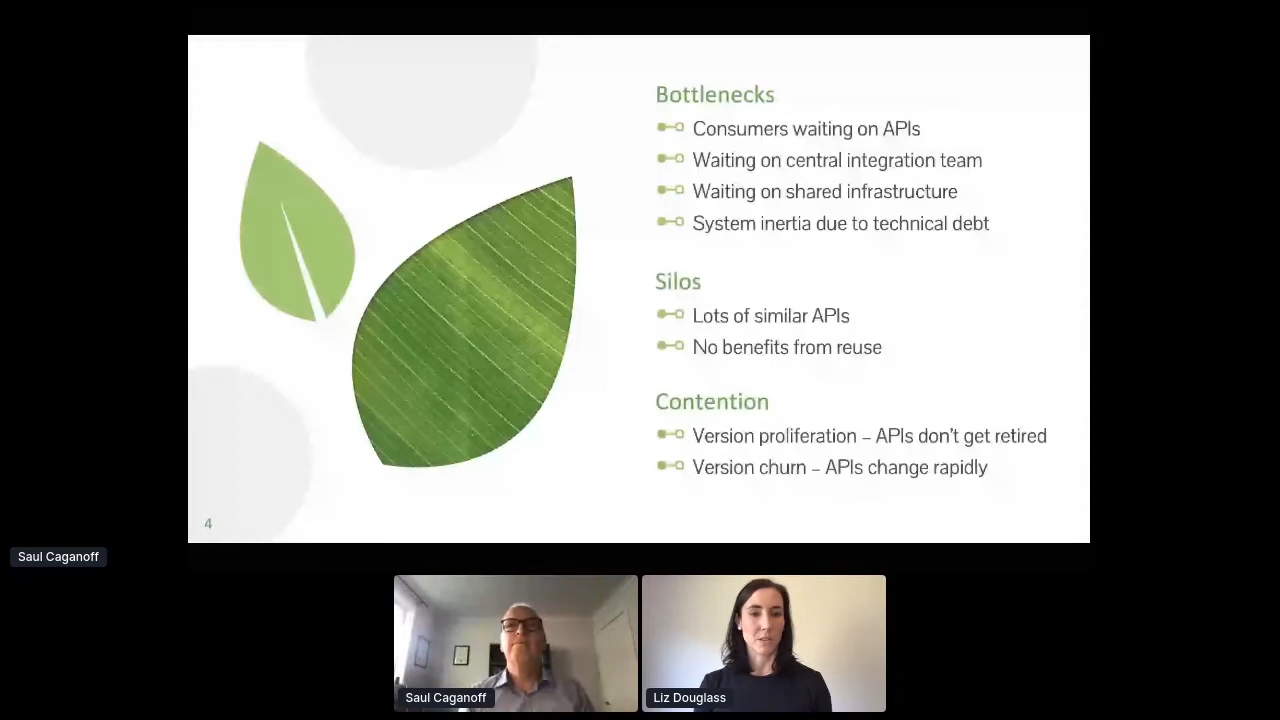 Bottlenecks
Consumers waiting on APIs
Waiting on central integration team
Waiting on shared infrastructure
System inertia due to technical debt
Silos
Lots of similar APIs
No benefits from reuse
Contention
Version proliferation – APIs don't get retired
Version churn – APIs change rapidly
4
Saul Caganoff
Saul Caganoff
Liz Douglass